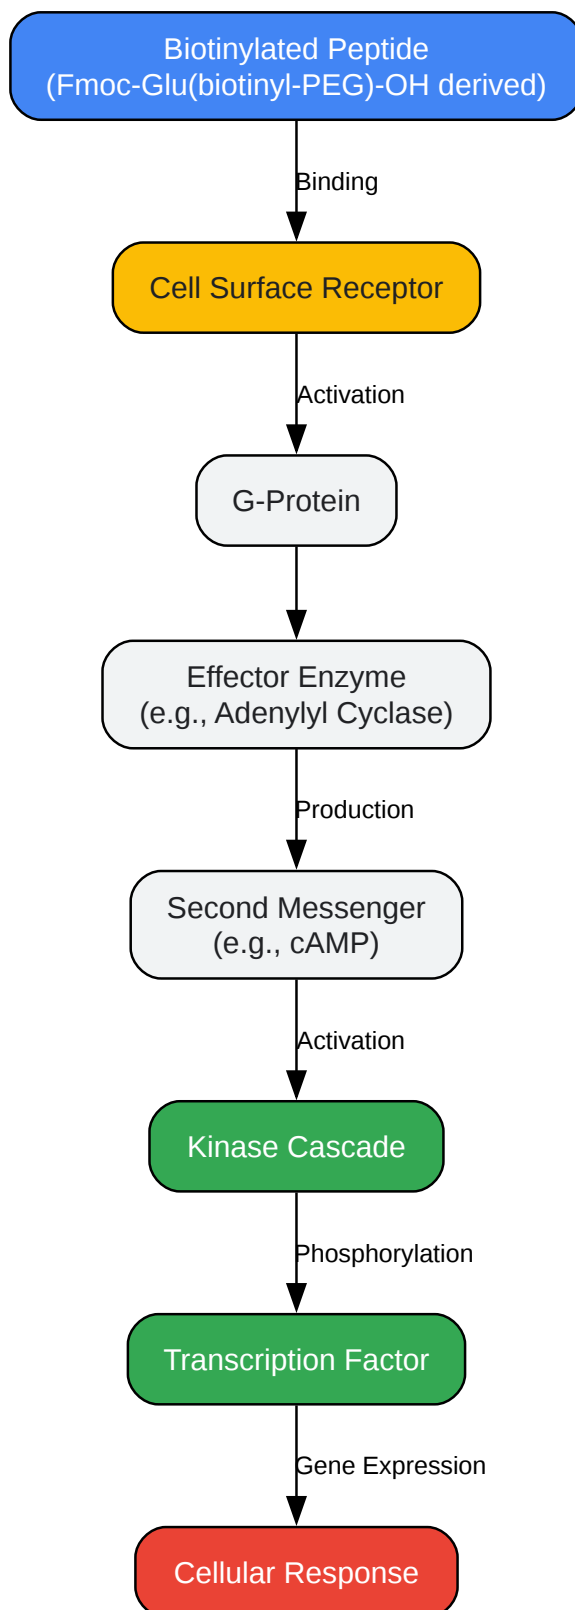 Biotinylated Peptide
(Fmoc-Glu(biotinyl-PEG)-OH derived)
Binding
Cell Surface Receptor
Activation
G-Protein
Effector Enzyme
(e.g., Adenylyl Cyclase)
Production
Second Messenger
(e.g., cAMP)
Activation
Kinase Cascade
Phosphorylation
Transcription Factor
Gene Expression
Cellular Response